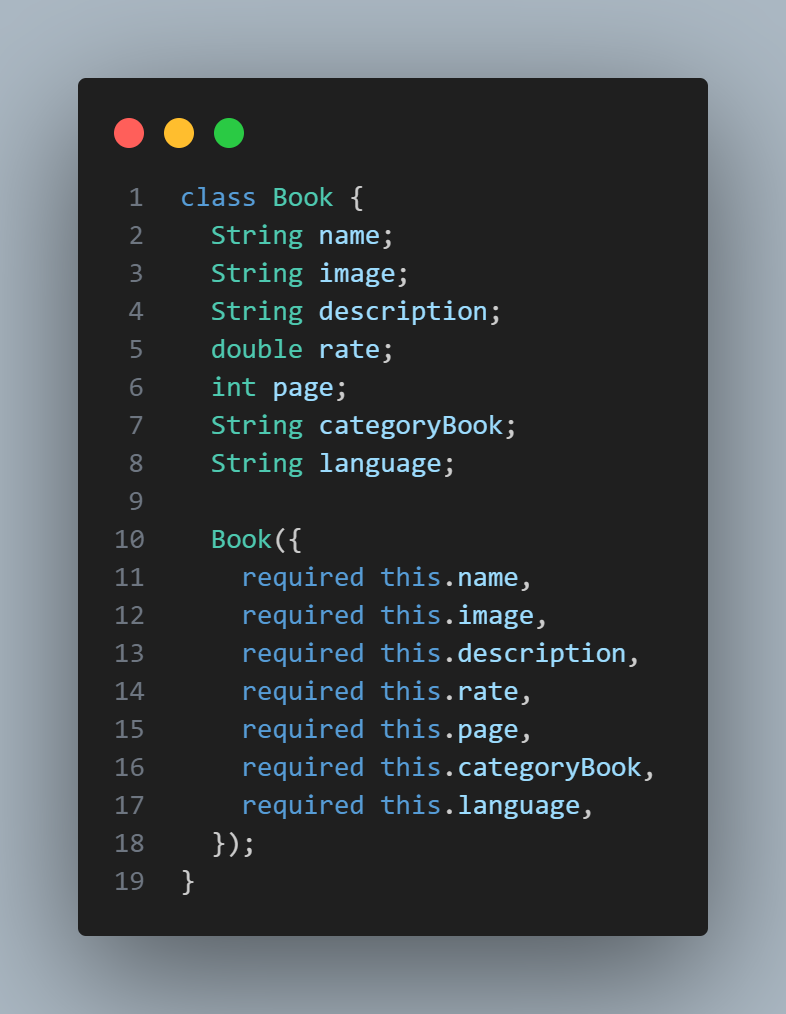 1 class Book {
2   String name;
3   String image;
4   String description;
5   double rate;
6   int page;
7   String categoryBook;
8   String language;
9
10   Book({
11     required this.name,
12     required this.image,
13     required this.description,
14     required this.rate,
15     required this.page,
16     required this.categoryBook,
17     required this.language,
18   });
19 }